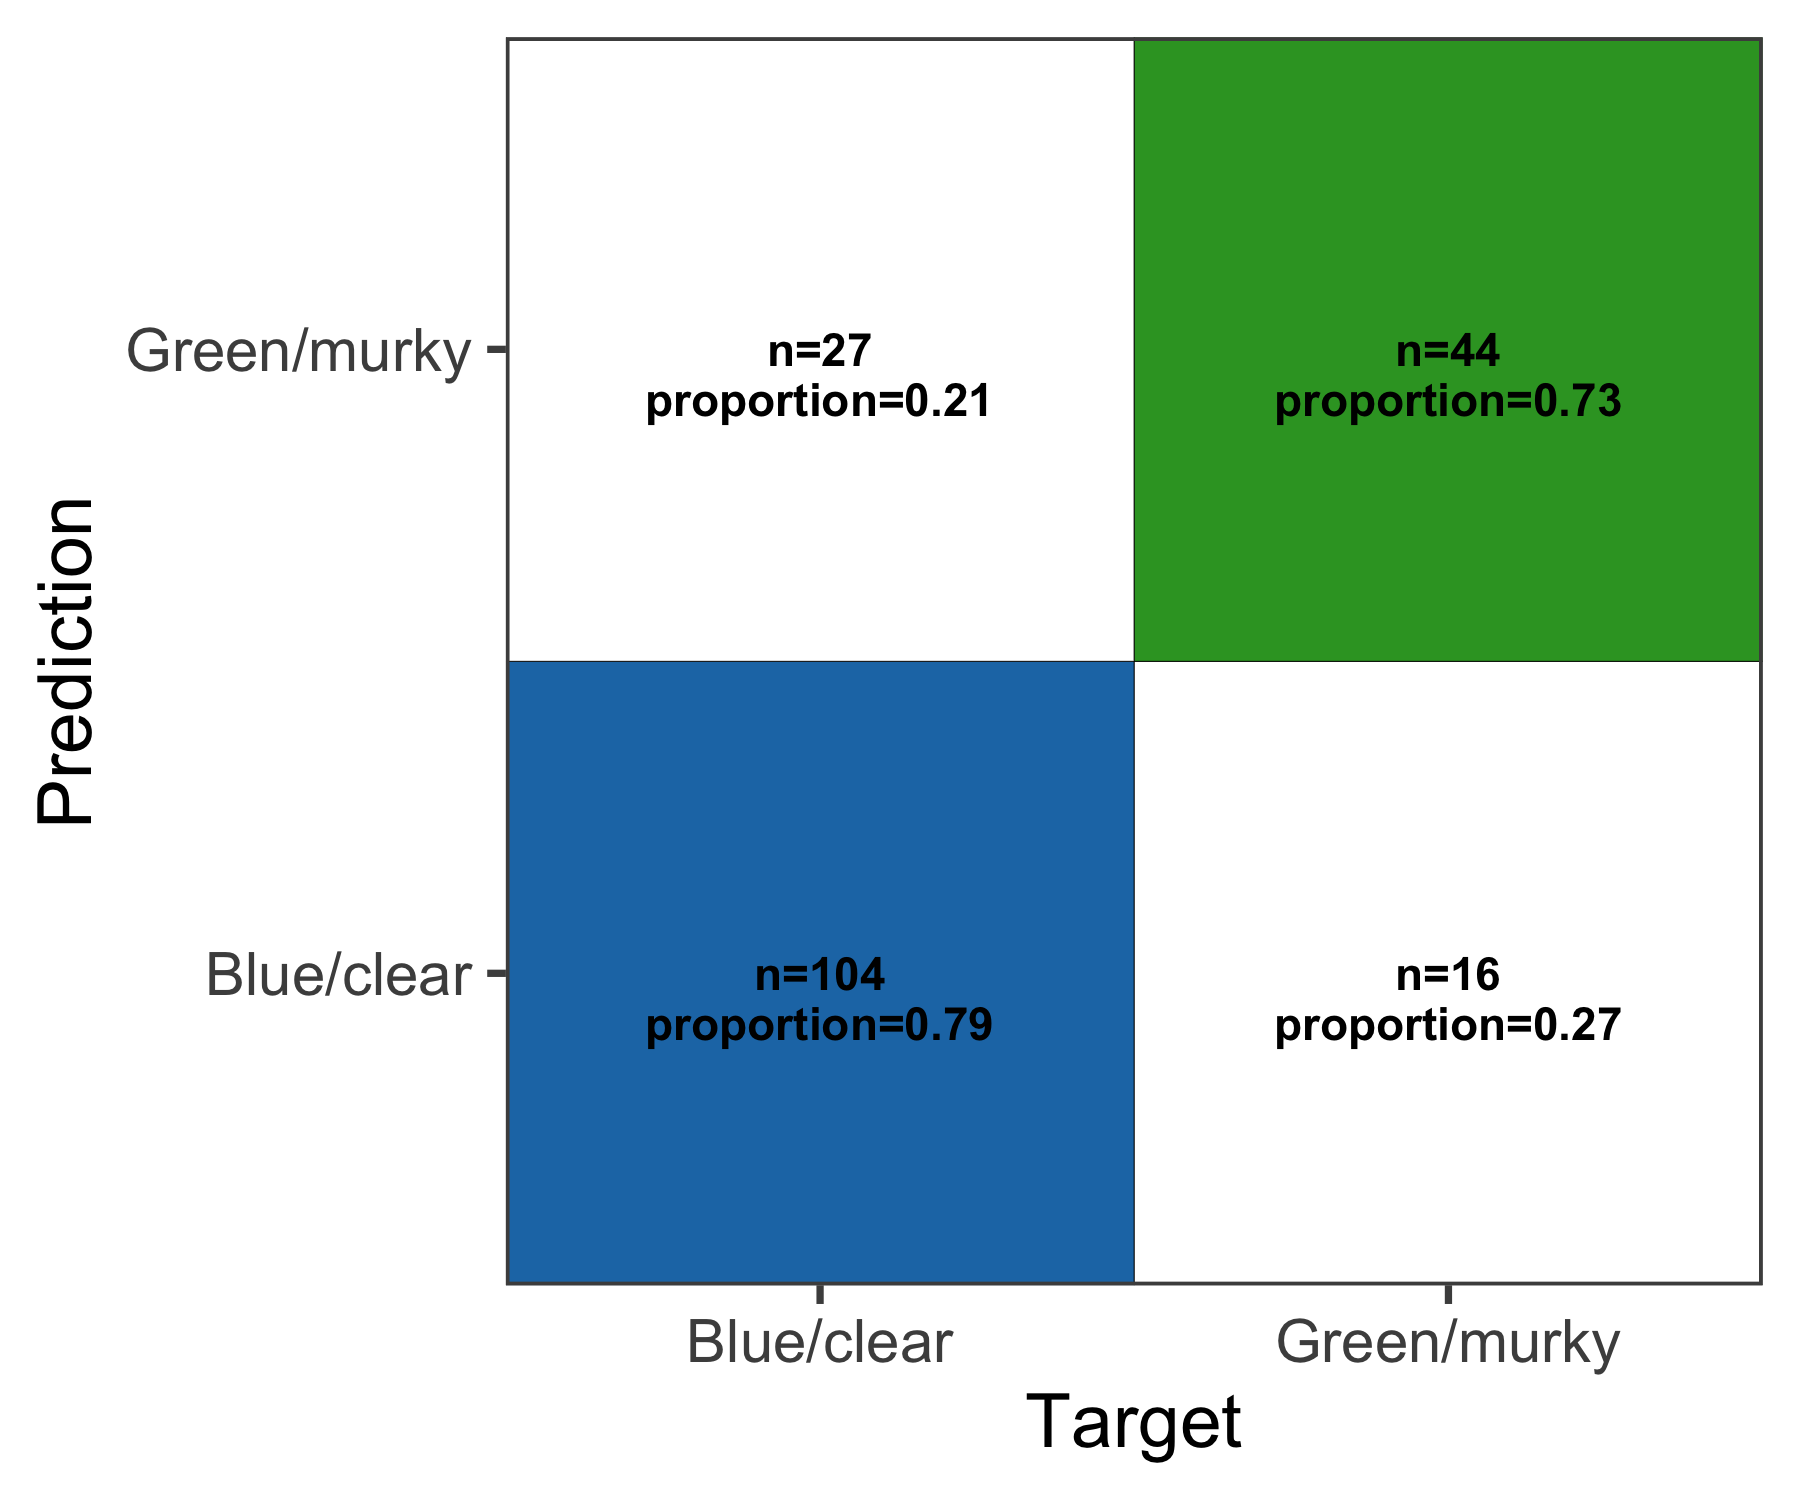 Prediction
Green/murky
Blue/clear
n=27
proportion=0.21
n=44
proportion=0.73
n=104
proportion=0.79
n=16
proportion=0.27
Blue/clear
Green/murky
Target